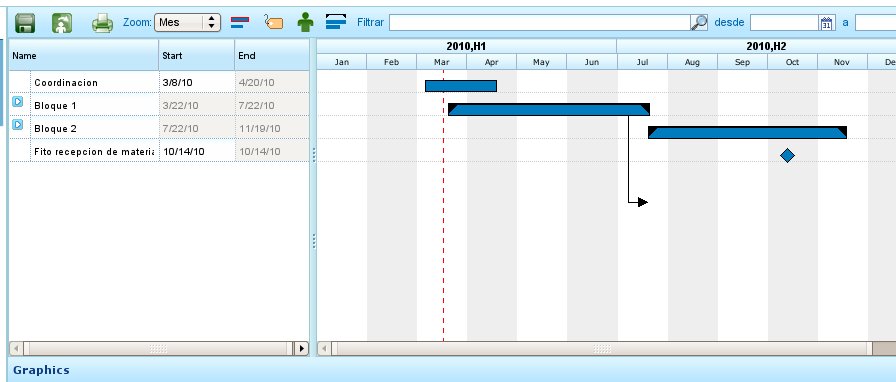 Zoom: Mes Filtrar desde 31 a
Name Start End 2010,H1 2010,H2
Jan Feb Mar Apr May Jun Jul Aug Sep Oct Nov De
Coordinacion 3/8/10 4/20/10
Bloque 1 3/22/10 7/22/10
Bloque 2 7/22/10 11/19/10
Fito recepcion de materia 10/14/10 10/14/10
Graphics